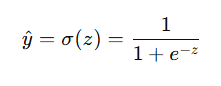 ŷ = σ(z) = 1 / (1 + e^{-z})